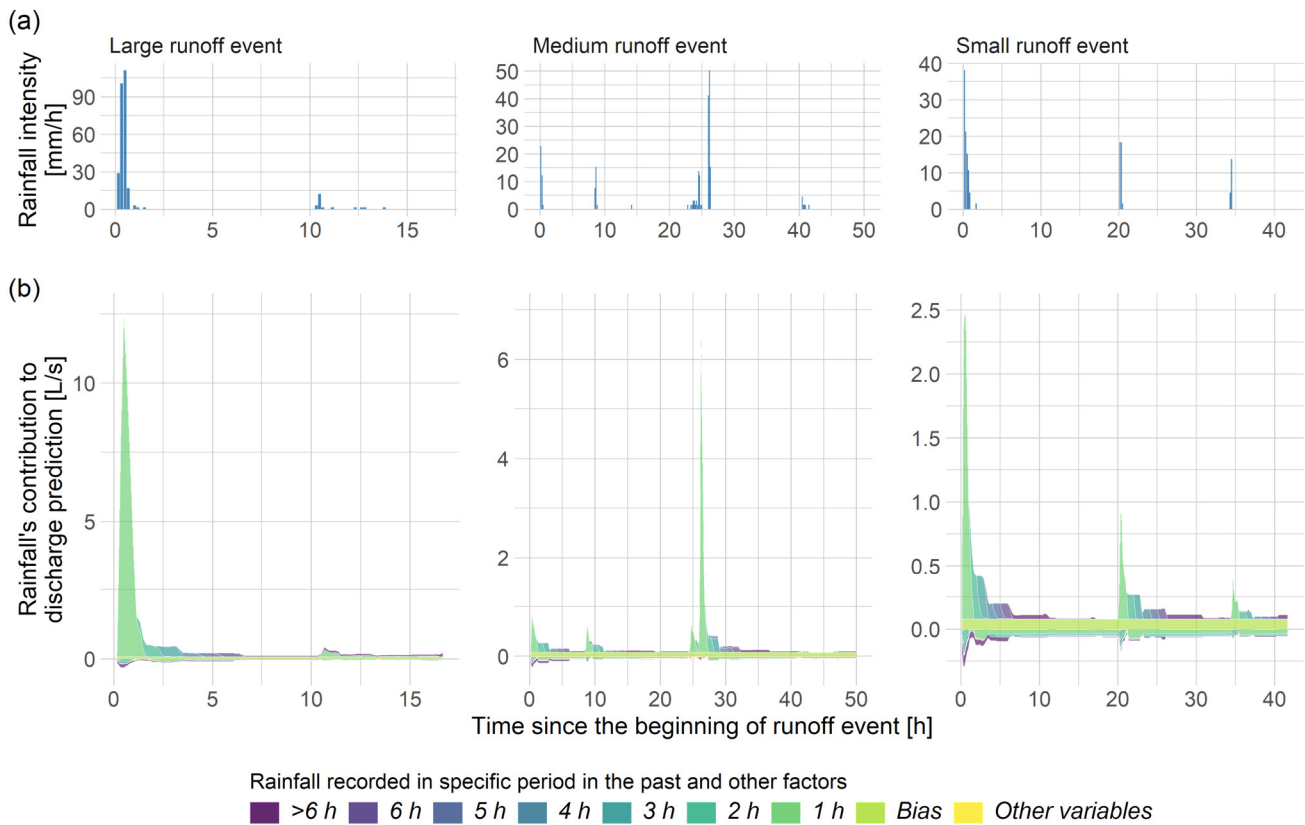 (a)
Large runoff event
Medium runoff event
Small runoff event
Rainfall intensity
[mm/h]
90
60
30
0
0 5 10 15
50
40
30
20
10
0
0 10 20 30 40 50
40
30
20
10
0
0 10 20 30 40
(b)
Rainfall's contribution to
discharge prediction [L/s]
10
5
0
0 5 10 15
6
4
2
0
0 10 20 30 40 50
2.5
2.0
1.5
1.0
0.5
0.0
0 10 20 30 40
Time since the beginning of runoff event [h]
Rainfall recorded in specific period in the past and other factors
>6 h 6 h 5 h 4 h 3 h 2 h 1 h Bias Other variables